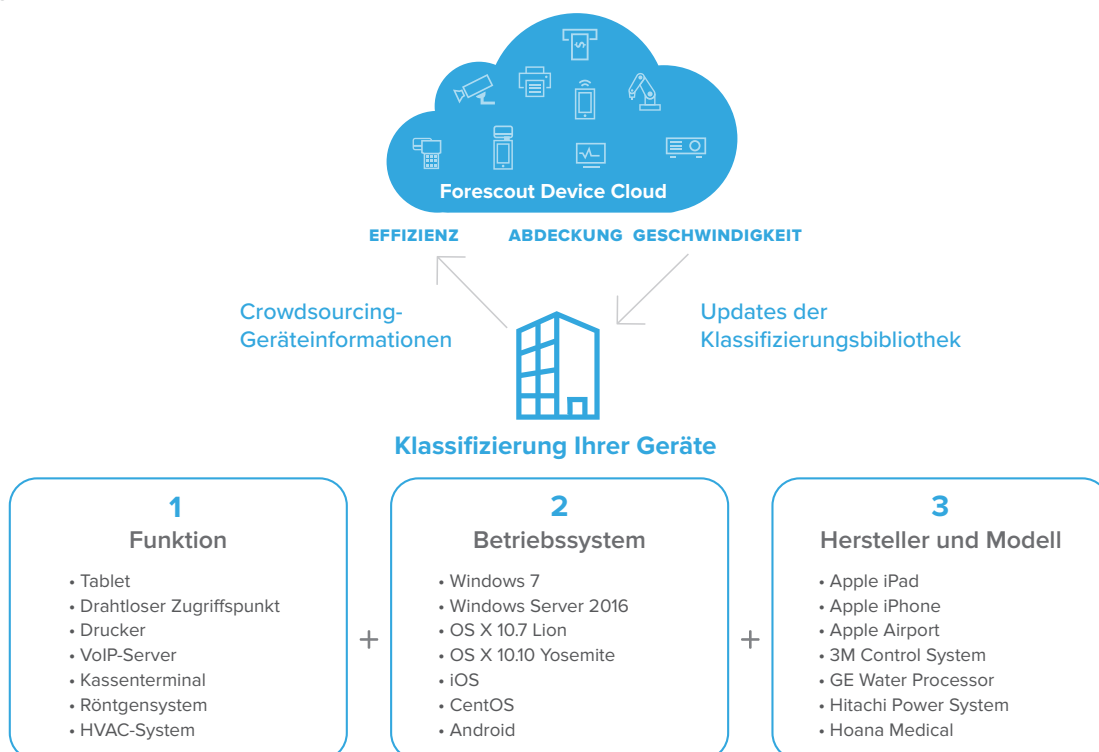 Forescout Device Cloud
EFFIZIENZ ABDECKUNG GESCHWINDIGKEIT
Crowdsourcing-
Geräteinformationen
Updates der
Klassifizierungsbibliothek
Klassifizierung Ihrer Geräte
1
Funktion
• Tablet
• Drahtloser Zugriffspunkt
• Drucker
• VoIP-Server
• Kassenterminal
• Röntgensystem
• HVAC-System
+
2
Betriebssystem
• Windows 7
• Windows Server 2016
• OS X 10.7 Lion
• OS X 10.10 Yosemite
• iOS
• CentOS
• Android
+
3
Hersteller und Modell
• Apple iPad
• Apple iPhone
• Apple Airport
• 3M Control System
• GE Water Processor
• Hitachi Power System
• Hoana Medical